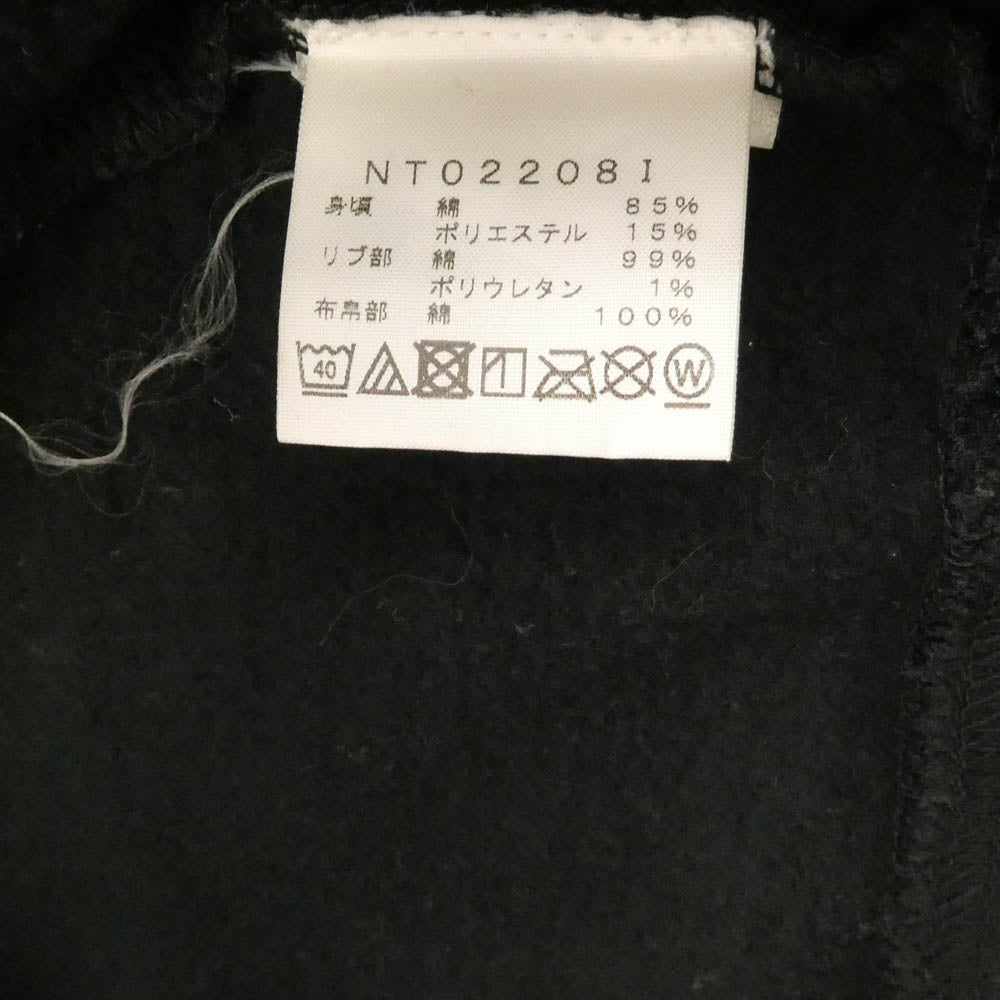 NT02208I
身頃 綿 85%
ポリエステル 15%
リブ部 綿 99%
ポリウレタン 1%
布帛部 綿 100%
40 W